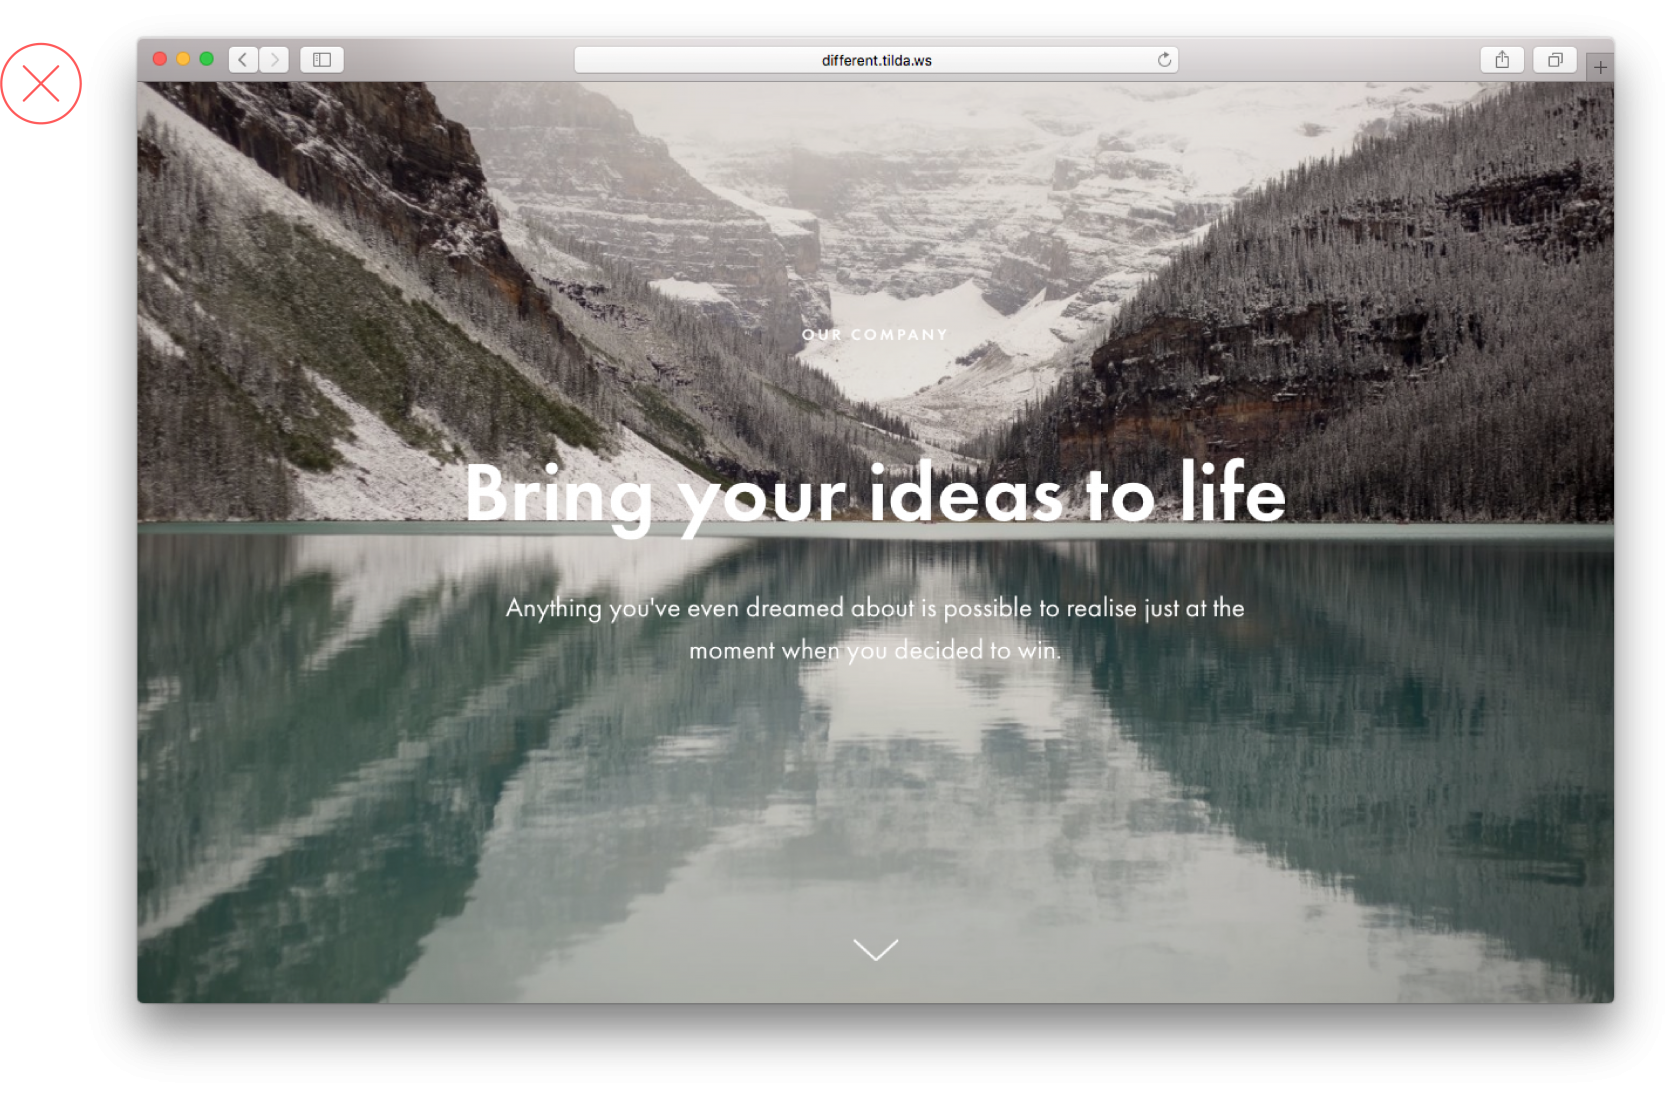 different.tilda.ws
OUR COMPANY
Bring your ideas to life
Anything you've even dreamed about is possible to realise just at the
moment when you decided to win.